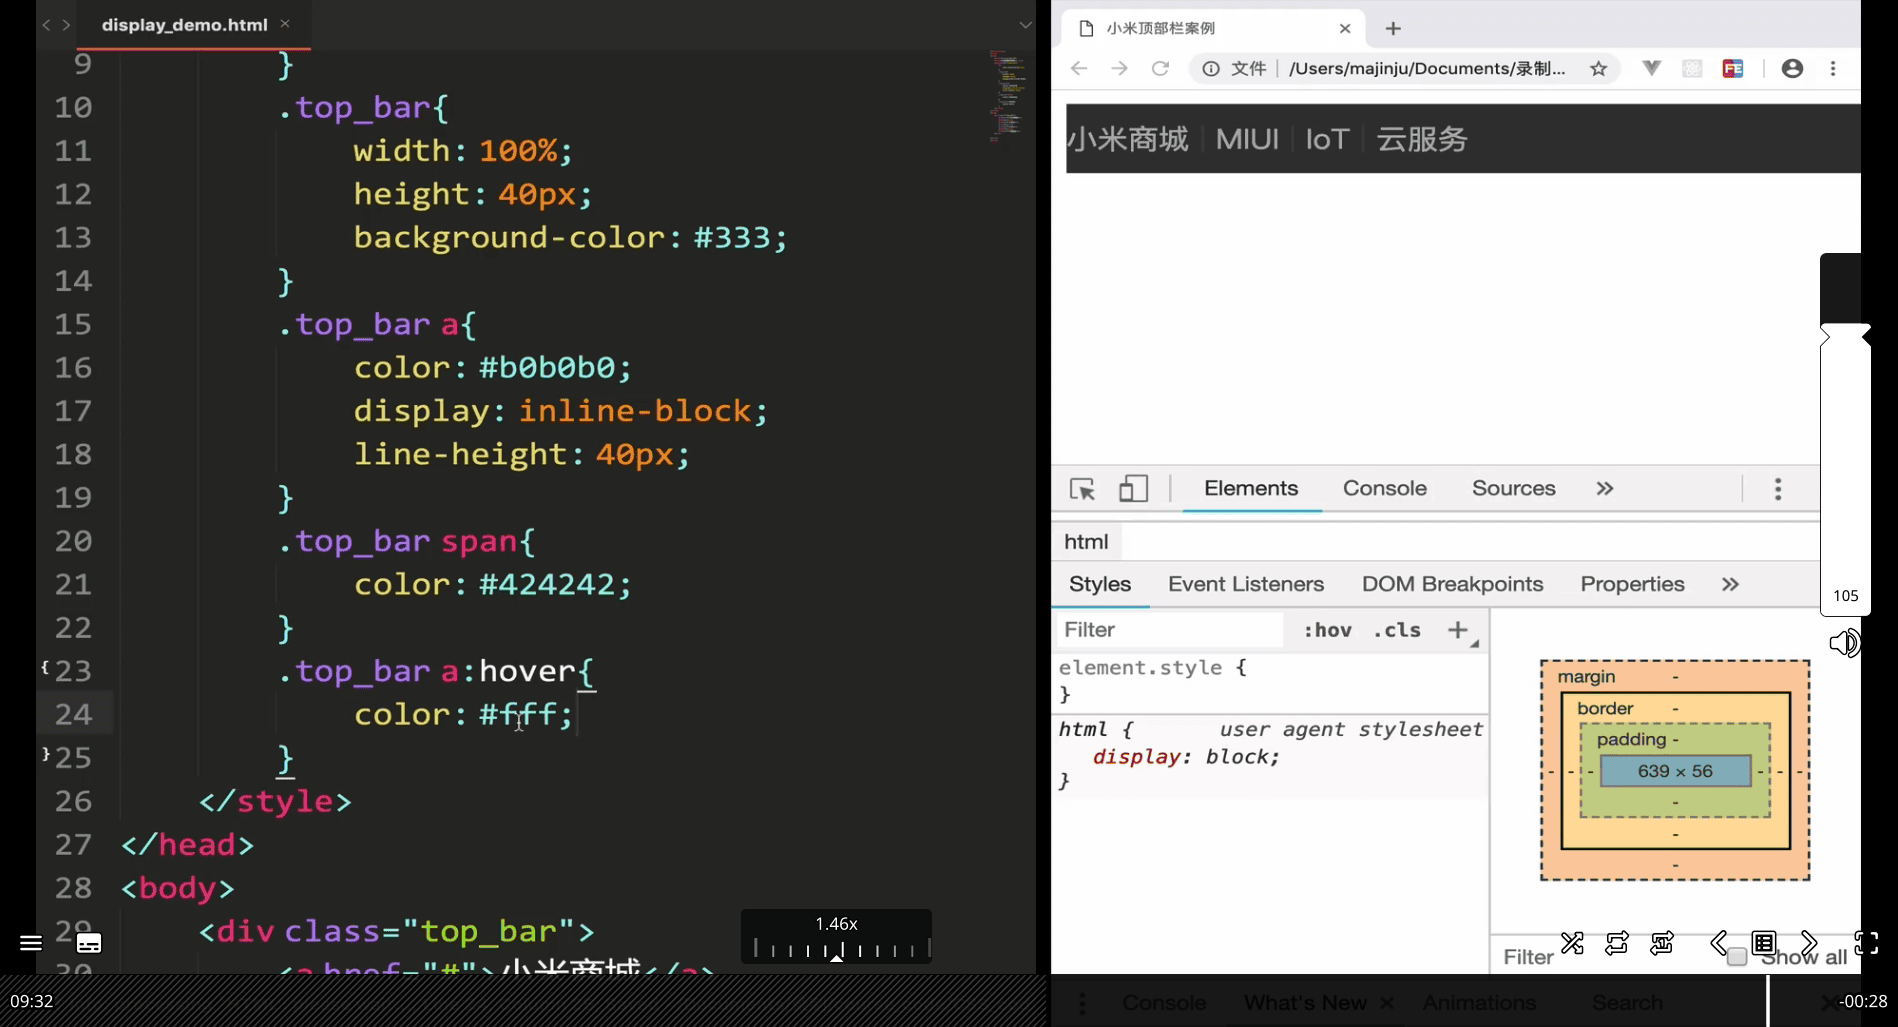 display_demo.html ×
小米顶部栏案例 × +
文件 | /Users/majinju/Documents/录制...
9 }
10 .top_bar{
11 width: 100%;
12 height: 40px;
13 background-color: #333;
14 }
15 .top_bar a{
16 color: #b0b0b0;
17 display: inline-block;
18 line-height: 40px;
19 }
20 .top_bar span{
21 color: #424242;
22 }
{ 23 .top_bar a:hover{
24 color: #fff;
} 25 }
26 </style>
27 </head>
28 <body>
29 <div class="top_bar">
30 <a href="#">小米商城</a>
1.46x
09:32
小米商城 | MIUI | IoT | 云服务
105
Elements Console Sources »
html
Styles Event Listeners DOM Breakpoints Properties »
Filter :hov .cls +
element.style {
}
html { user agent stylesheet
display: block;
}
margin -
border -
padding -
- - - 639 × 56 - - -
-
-
-
Filter Show all
Console What's New × Animations Search
-00:28